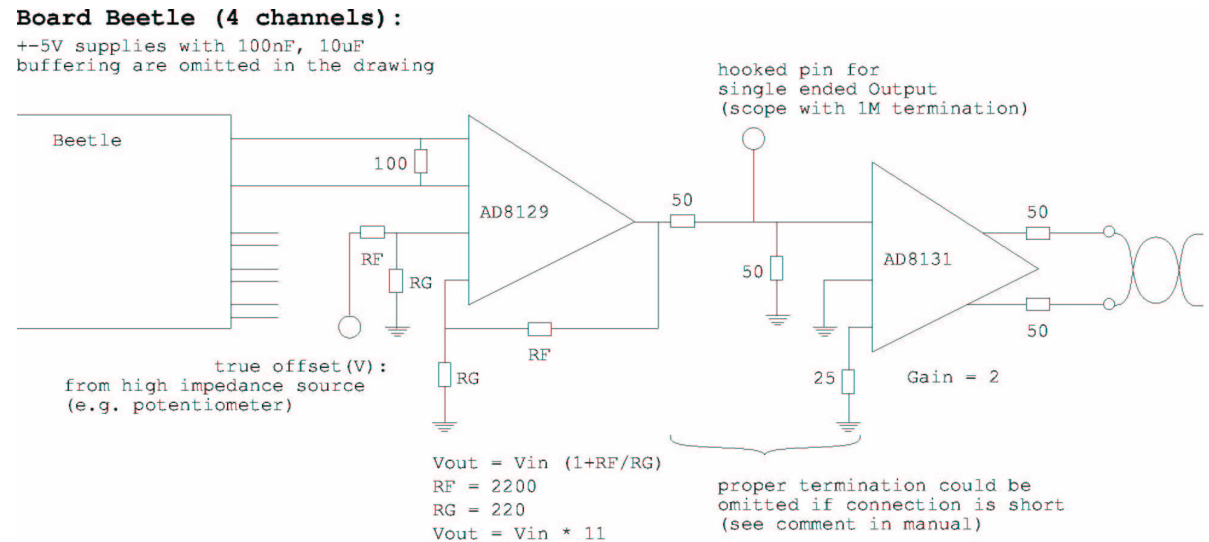 Board Beetle (4 channels):
+-5V supplies with 100nF, 10uF
buffering are omitted in the drawing
hooked pin for
single ended Output
(scope with 1M termination)
Beetle
100
AD8129
50
50
RF
RG
50
AD8131
50
RF
true offset(V):
from high impedance source
(e.g. potentiometer)
RG
25
Gain = 2
Vout = Vin (1+RF/RG)
RF = 2200
RG = 220
Vout = Vin * 11
proper termination could be
omitted if connection is short
(see comment in manual)